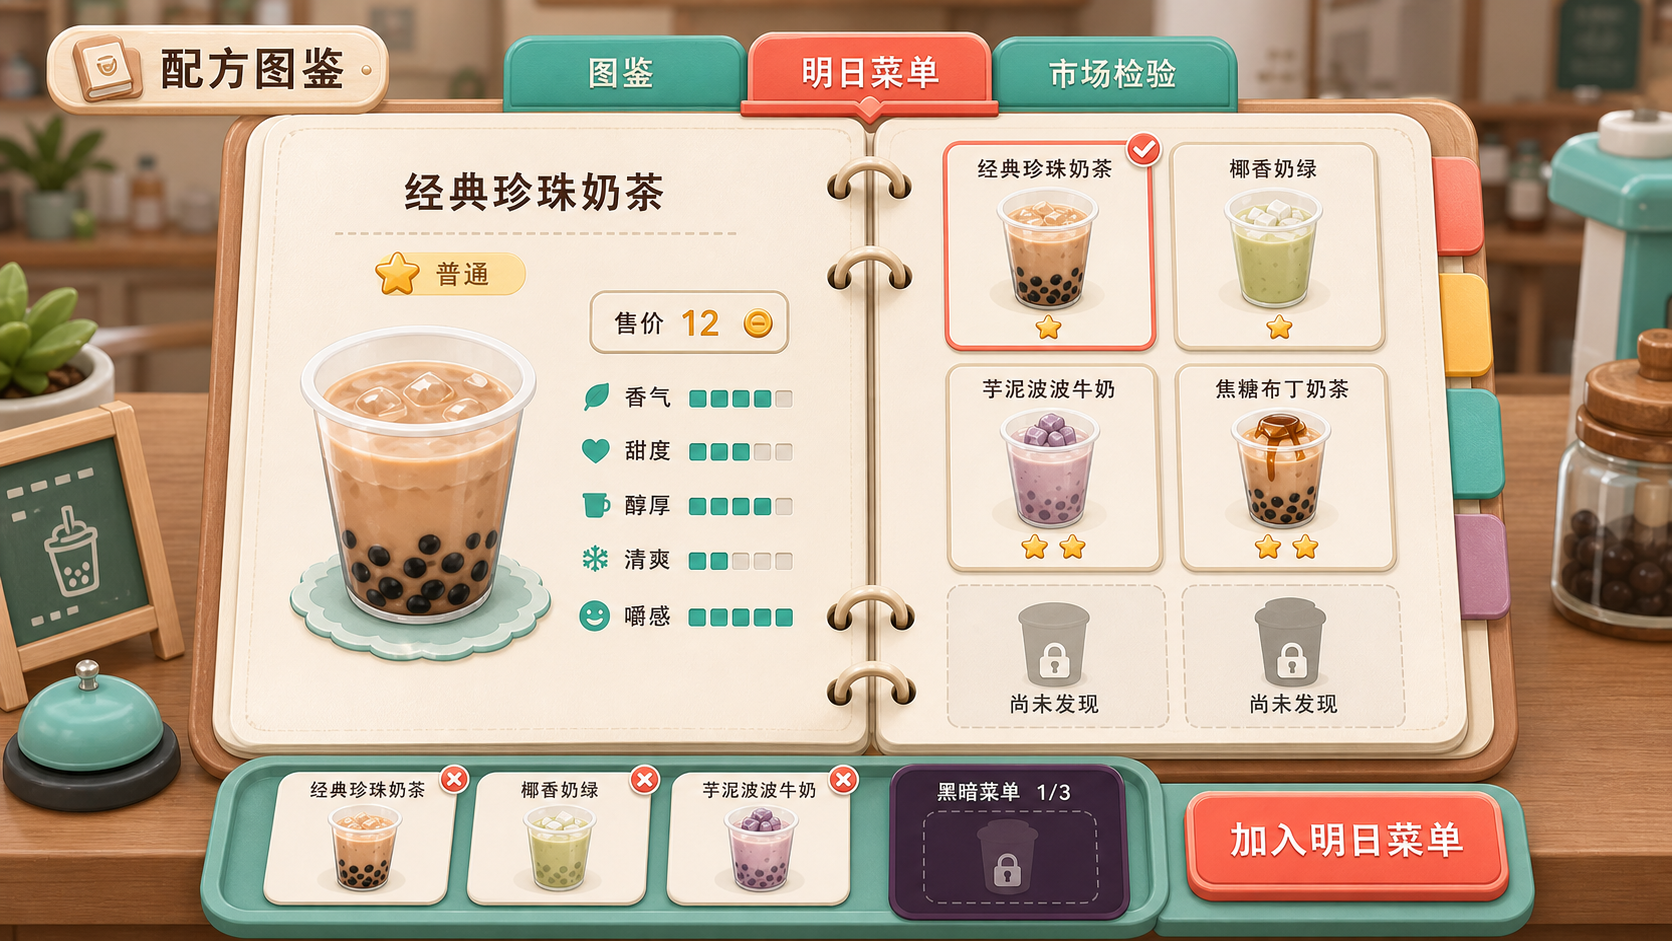 配方图鉴
图鉴
明日菜单
市场检验
经典珍珠奶茶
普通
售价 12
香气
甜度
醇厚
清爽
嚼感
经典珍珠奶茶
椰香奶绿
芋泥波波牛奶
焦糖布丁奶茶
尚未发现
尚未发现
经典珍珠奶茶
椰香奶绿
芋泥波波牛奶
黑暗菜单 1/3
加入明日菜单